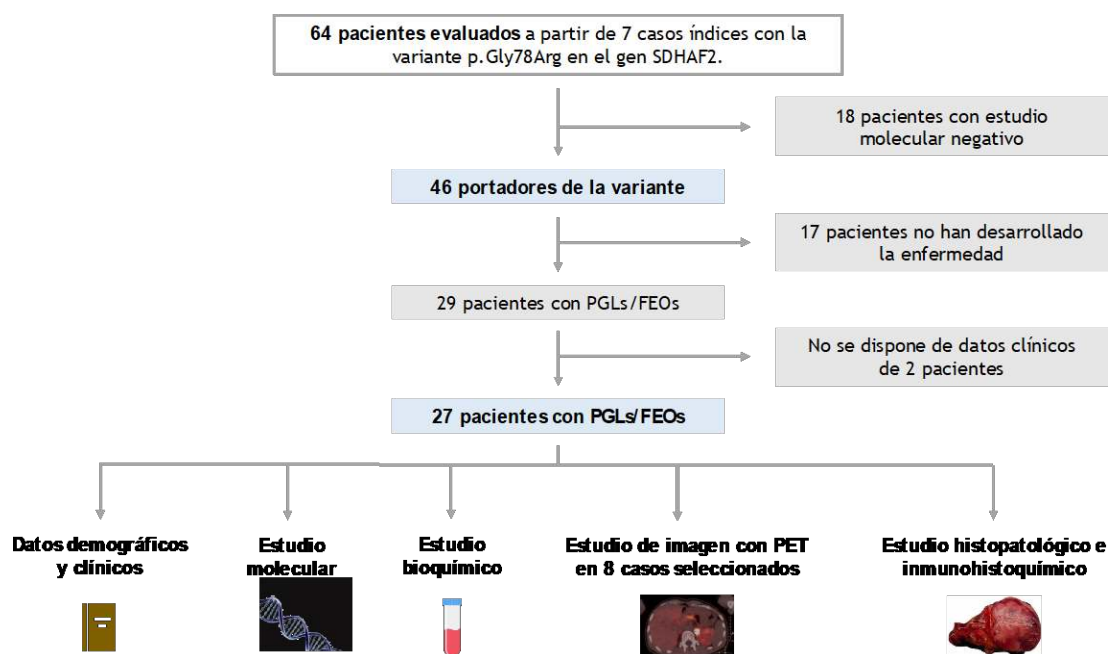 64 pacientes evaluados a partir de 7 casos índices con la
variante p.Gly78Arg en el gen SDHAF2.
18 pacientes con estudio
molecular negativo
46 portadores de la variante
17 pacientes no han desarrollado
la enfermedad
29 pacientes con PGLs/FEOs
No se dispone de datos clínicos
de 2 pacientes
27 pacientes con PGLs/FEOs
Datos demográficos
y clínicos
Estudio
molecular
Estudio
bioquímico
Estudio de imagen con PET
en 8 casos seleccionados
Estudio histopatológico e
inmunohistoquímico